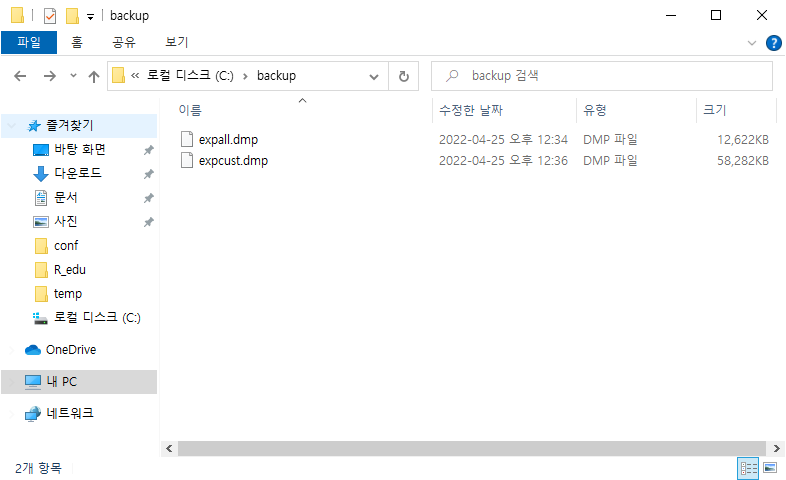 backup
파일 홈 공유 보기
« 로컬 디스크 (C:) › backup backup 검색
이름 수정한 날짜 유형 크기
즐겨찾기
expall.dmp 2022-04-25 오후 12:34 DMP 파일 12,622KB
바탕 화면
expcust.dmp 2022-04-25 오후 12:36 DMP 파일 58,282KB
다운로드
문서
사진
conf
R_edu
temp
로컬 디스크 (C:)
OneDrive
내 PC
네트워크
2개 항목